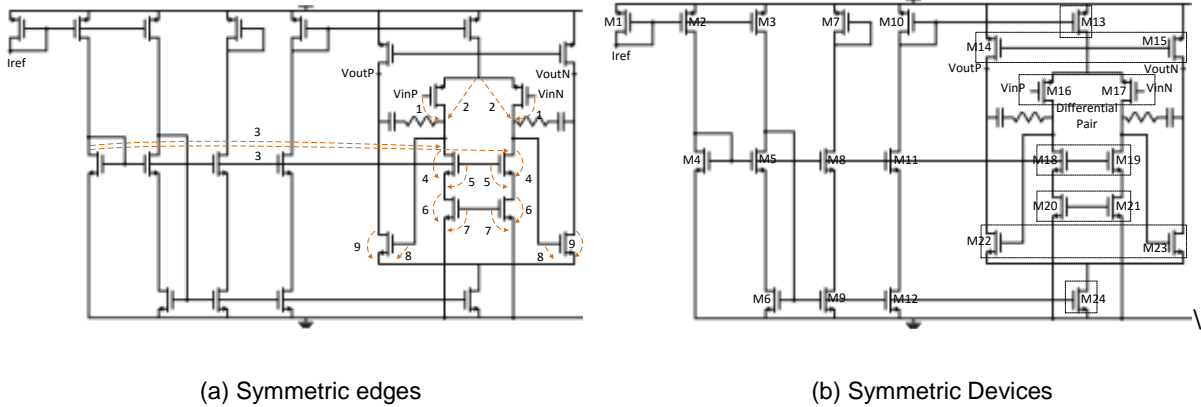 M1 M2 M3 M7 M10 M13
Iref
M14 M15
VoutP VoutN
VoutP VoutN
VinP VinN
VinP M16 M17 VinN
1 2 2 1
Differential
Pair
3
3
4 5 5 4
M4 M5 M8 M11 M18 M19
6 6
7 7
M20 M21
9 8 8 9
M22 M23
M6 M9 M12 M24
\
(a) Symmetric edges
(b) Symmetric Devices
Iref